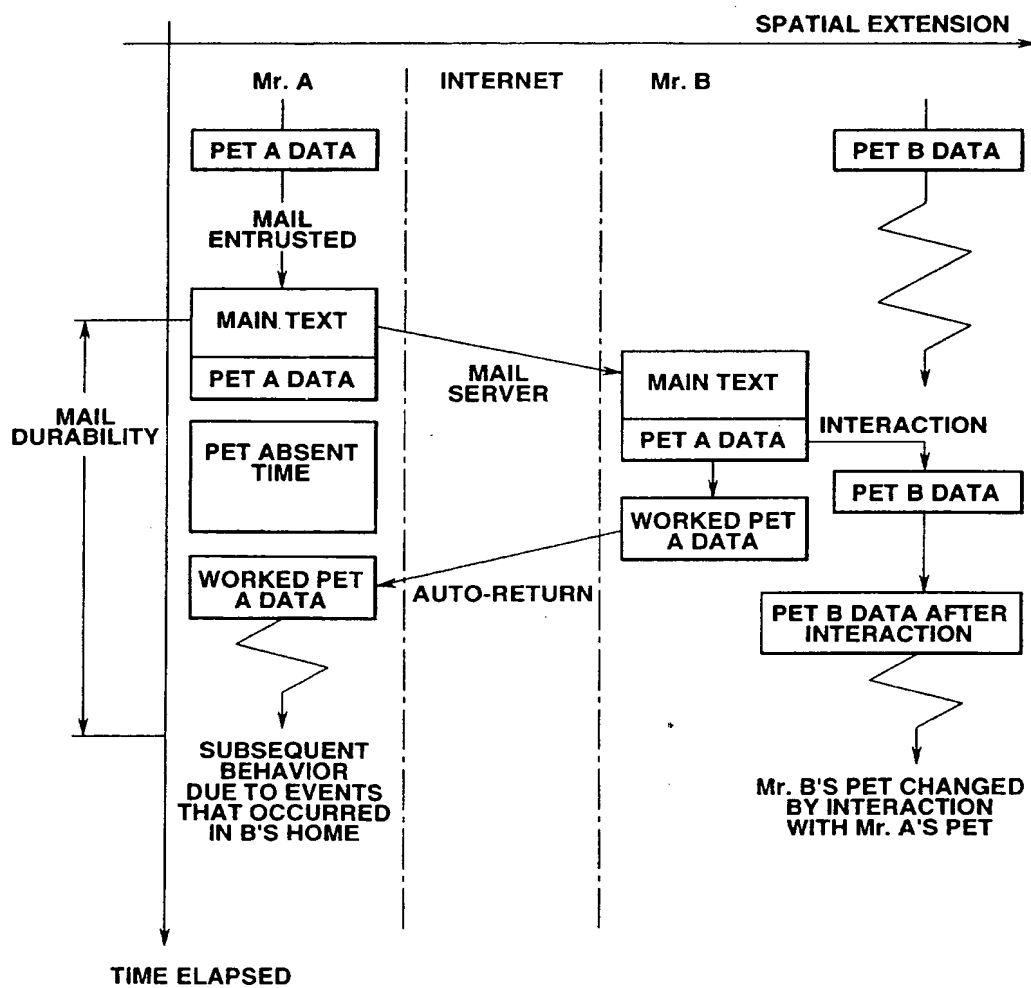 SPATIAL EXTENSION
Mr. A
INTERNET
Mr. B
PET A DATA
PET B DATA
MAIL
ENTRUSTED
MAIN TEXT
PET A DATA
MAIL
SERVER
MAIN TEXT
PET A DATA
INTERACTION
MAIL
DURABILITY
PET ABSENT
TIME
PET B DATA
WORKED PET
A DATA
WORKED PET
A DATA
AUTO-RETURN
PET B DATA AFTER
INTERACTION
SUBSEQUENT
BEHAVIOR
DUE TO EVENTS
THAT OCCURRED
IN B'S HOME
Mr. B'S PET CHANGED
BY INTERACTION
WITH Mr. A'S PET
TIME ELAPSED